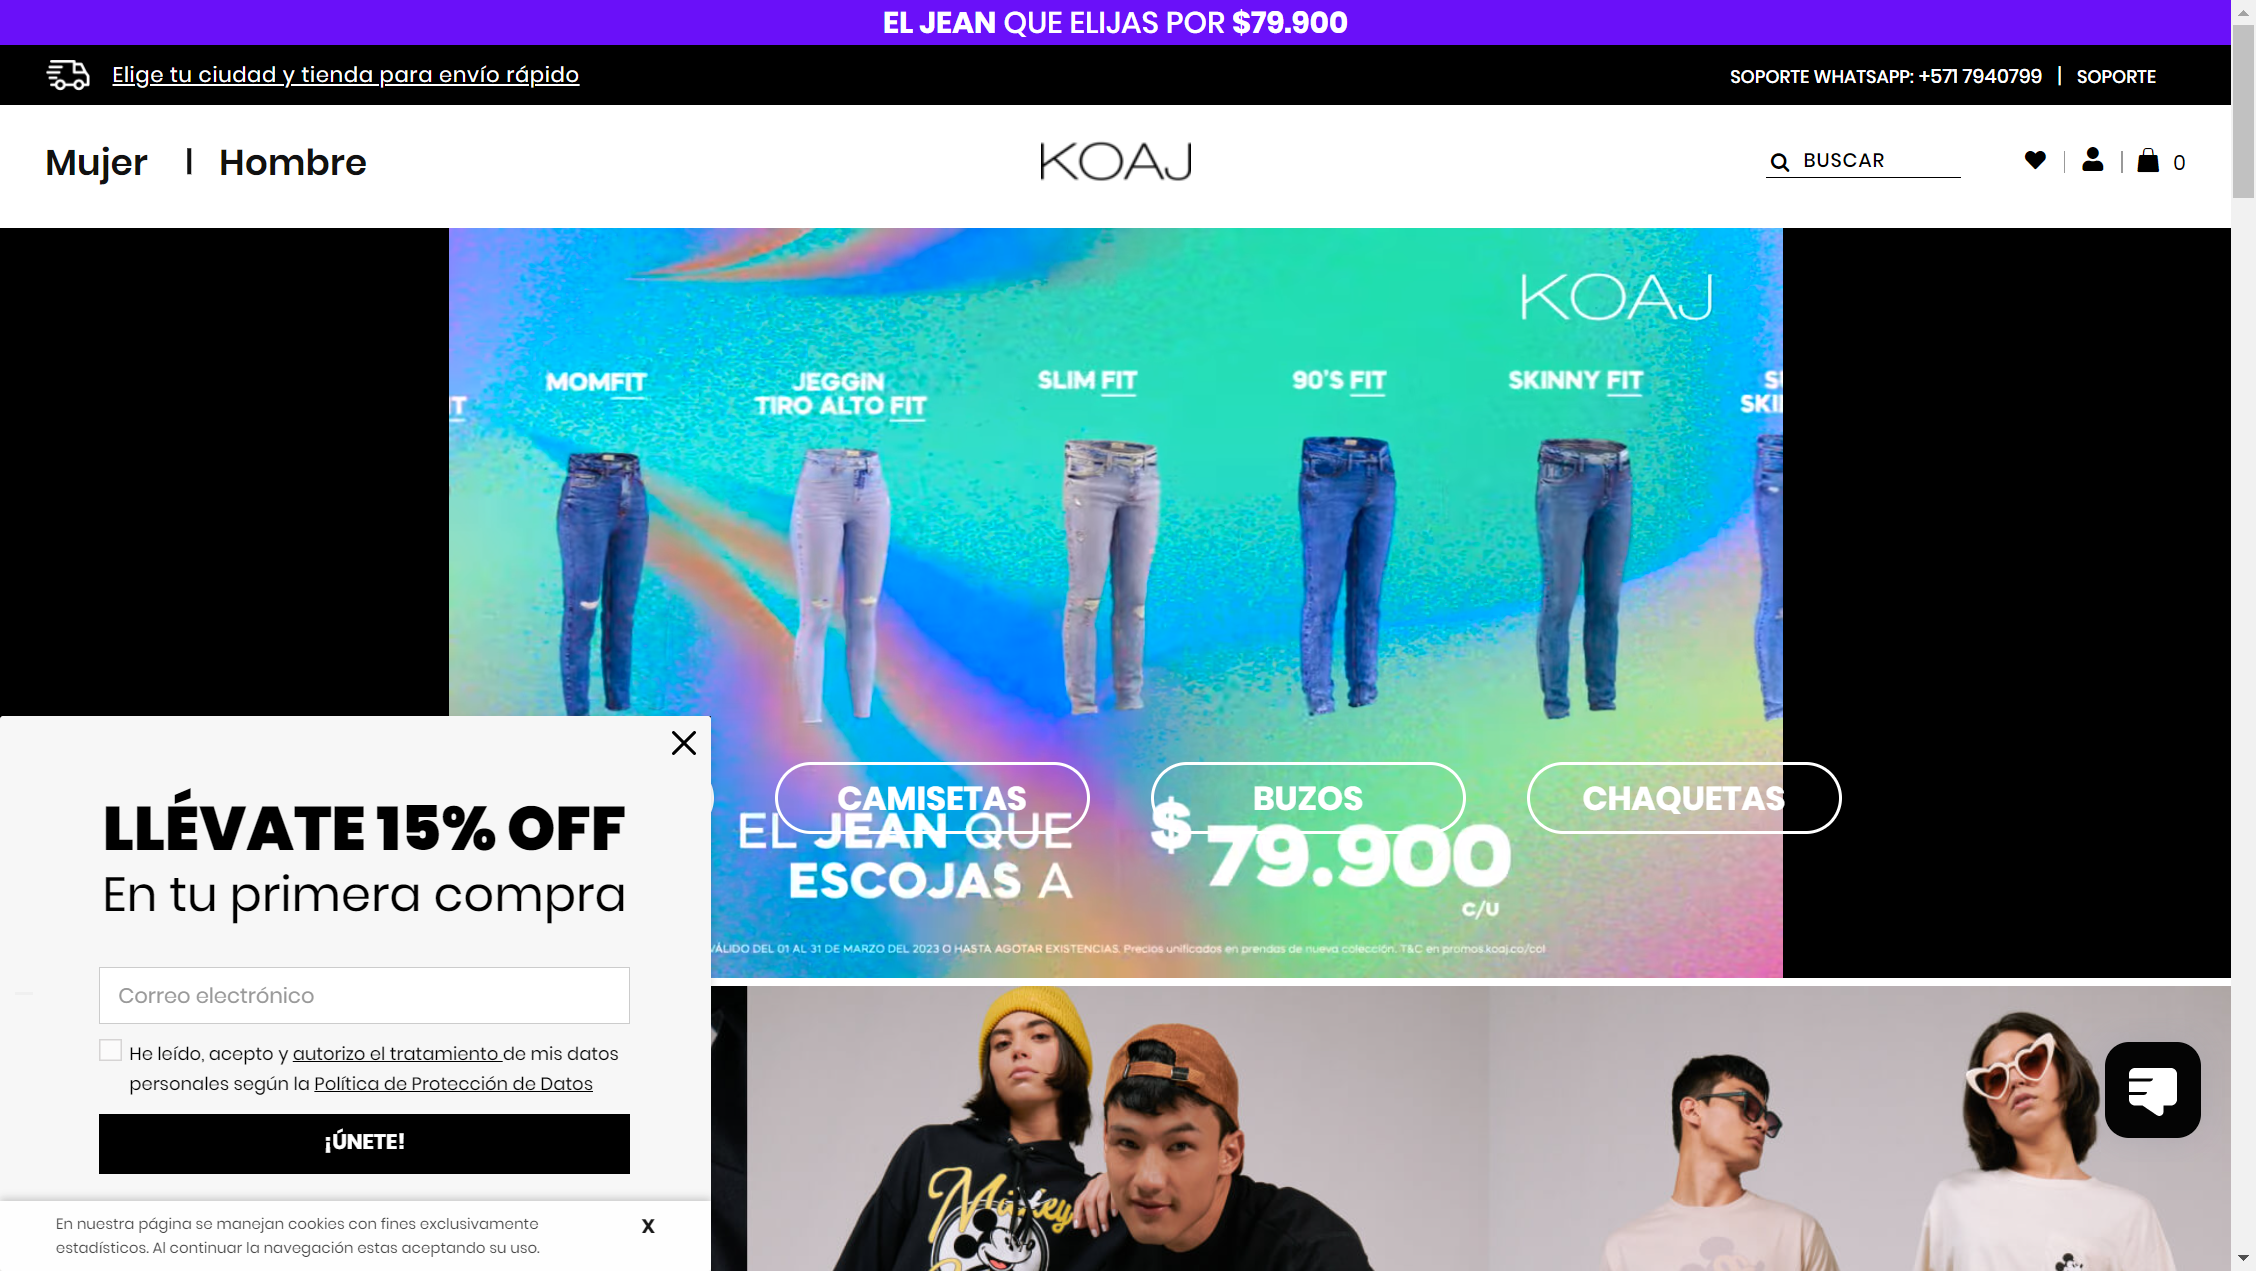 EL JEAN QUE ELIJAS POR $79.900
Elige tu ciudad y tienda para envío rápido
SOPORTE WHATSAPP: +571 7940799 | SOPORTE
Mujer | Hombre
KOAJ
BUSCAR
0
KOAJ
MOMFIT
JEGGIN
TIRO ALTO FIT
SLIM FIT
90'S FIT
SKINNY FIT
CAMISETAS
BUZOS
CHAQUETAS
EL JEAN QUE
ESCOJAS A
$79.900
C/U
VÁLIDO DEL 01 AL 31 DE MARZO DEL 2023 O HASTA AGOTAR EXISTENCIAS. Precios unificados en prendas de nueva colección. T&C en promos.koaj.co/col
LLÉVATE 15% OFF
En tu primera compra
Correo electrónico
He leído, acepto y autorizo el tratamiento de mis datos
personales según la Política de Protección de Datos
¡ÚNETE!
En nuestra página se manejan cookies con fines exclusivamente
estadísticos. Al continuar la navegación estas aceptando su uso.
X
Mickey